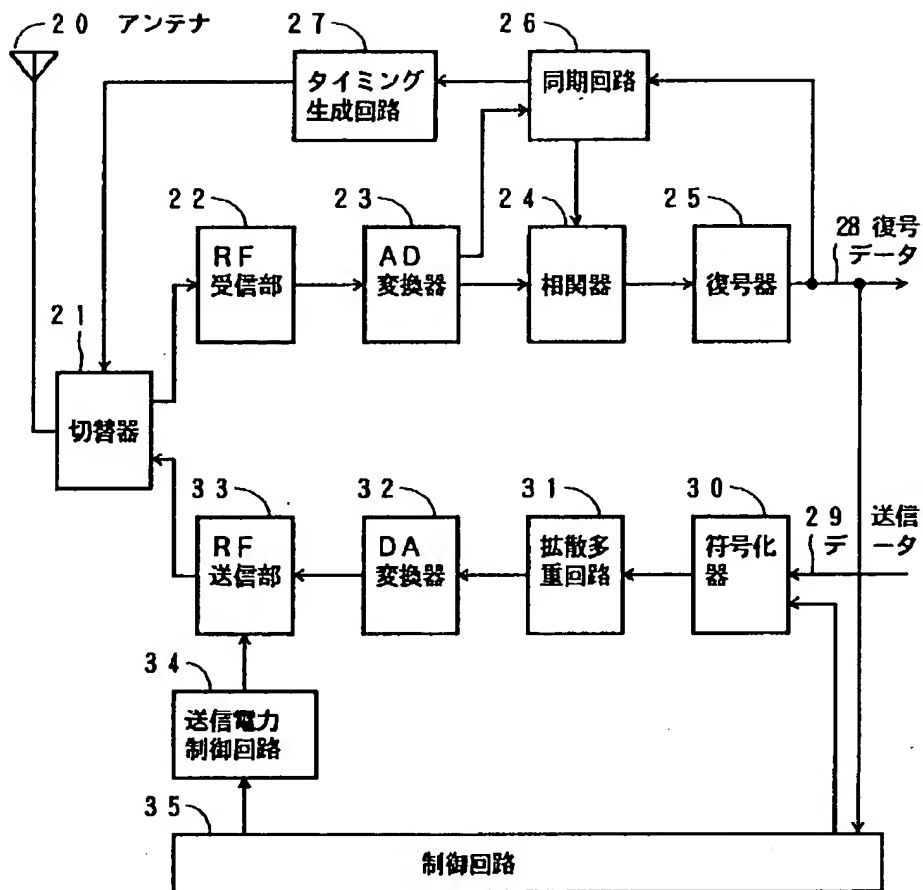 20 アンテナ
27
26
タイミング
生成回路
同期回路
22
23
24
25
RF
受信部
AD
変換器
相関器
復号器
28 復号
データ
21
切替器
33
32
31
30
RF
送信部
DA
変換器
拡散多
重回路
符号化
器
29 送信
データ
34
送信電力
制御回路
35
制御回路